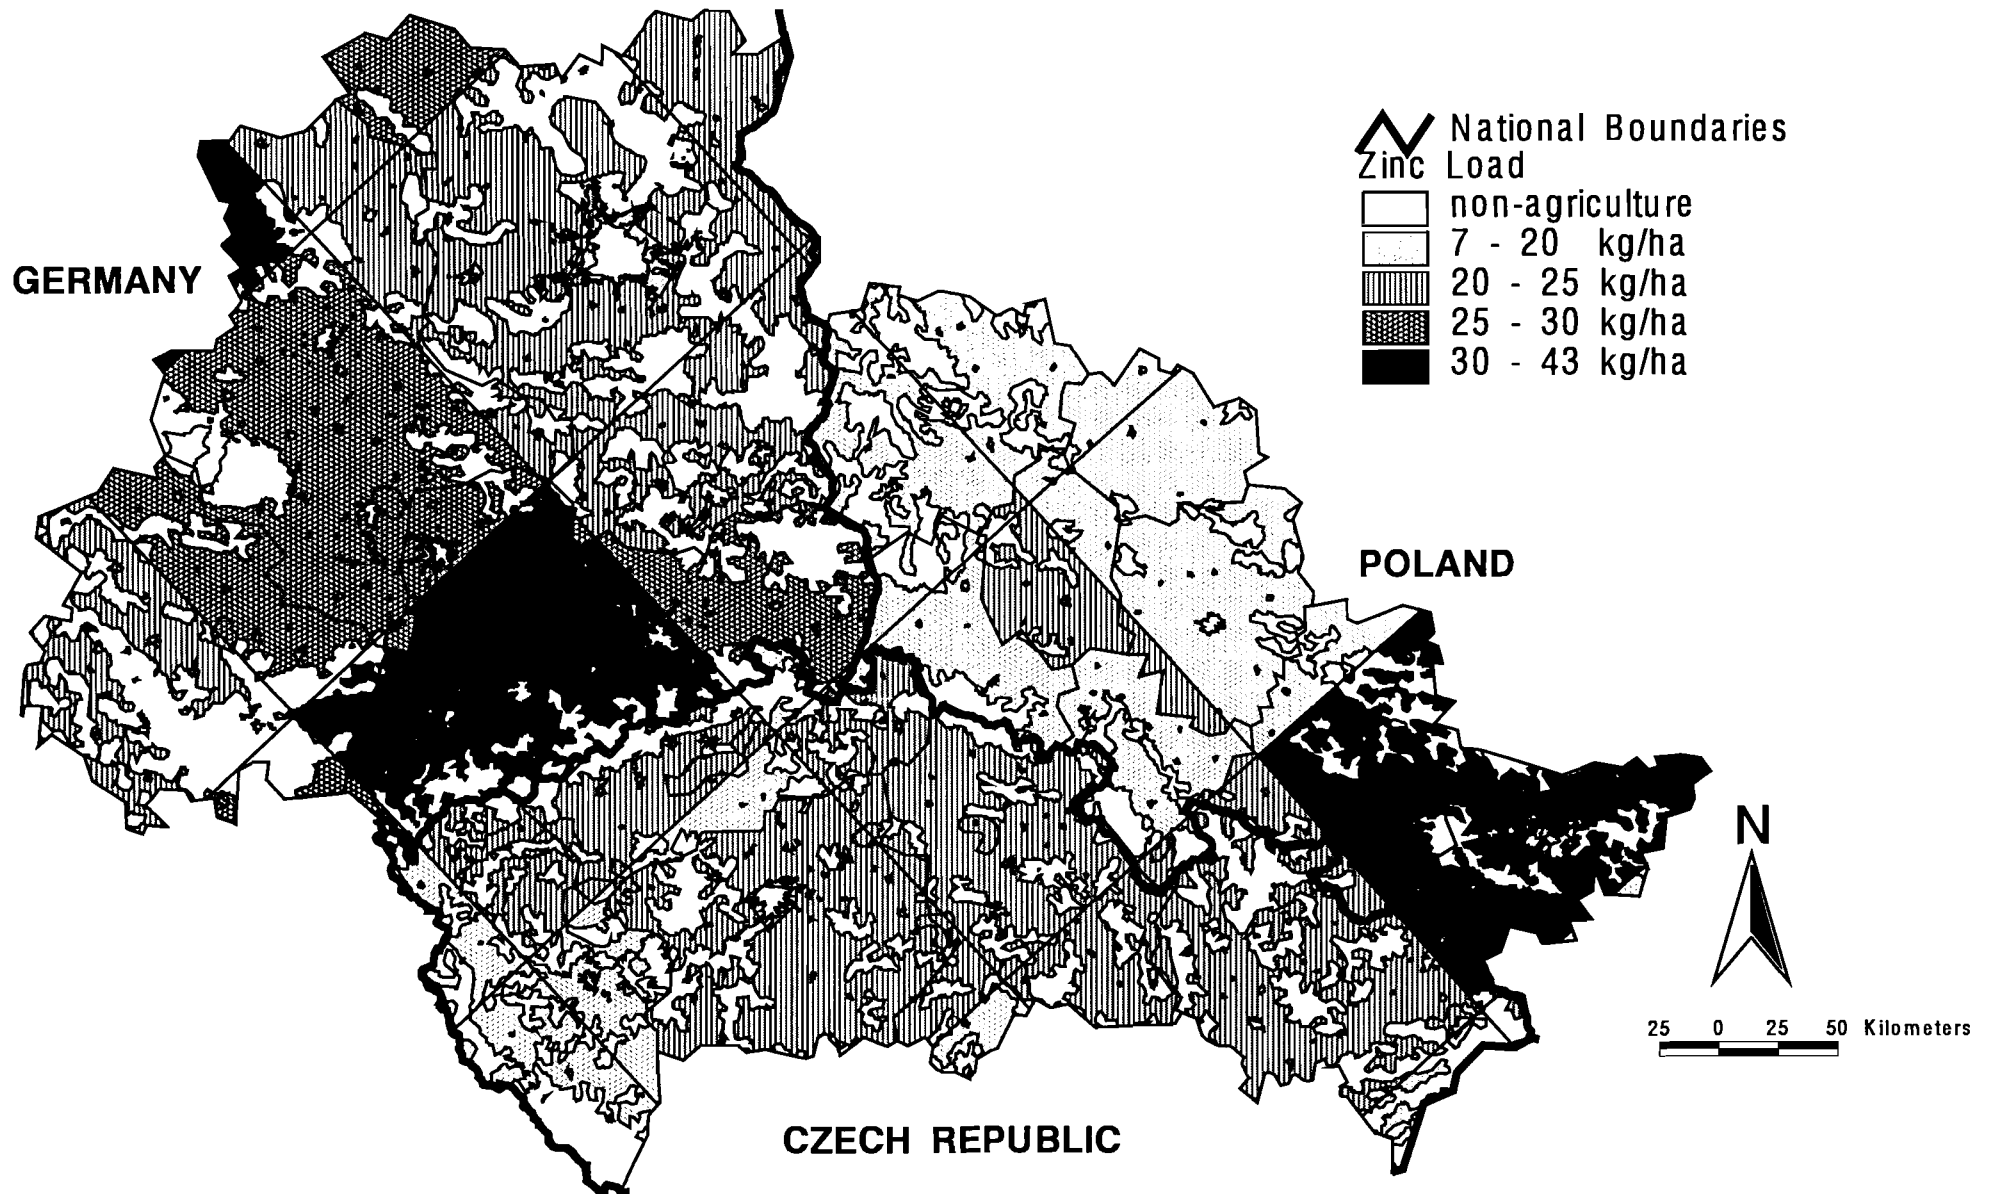 National Boundaries
Zinc Load
non-agriculture
7 - 20 kg/ha
20 - 25 kg/ha
25 - 30 kg/ha
30 - 43 kg/ha
GERMANY
POLAND
N
25 0 25 50 Kilometers
CZECH REPUBLIC